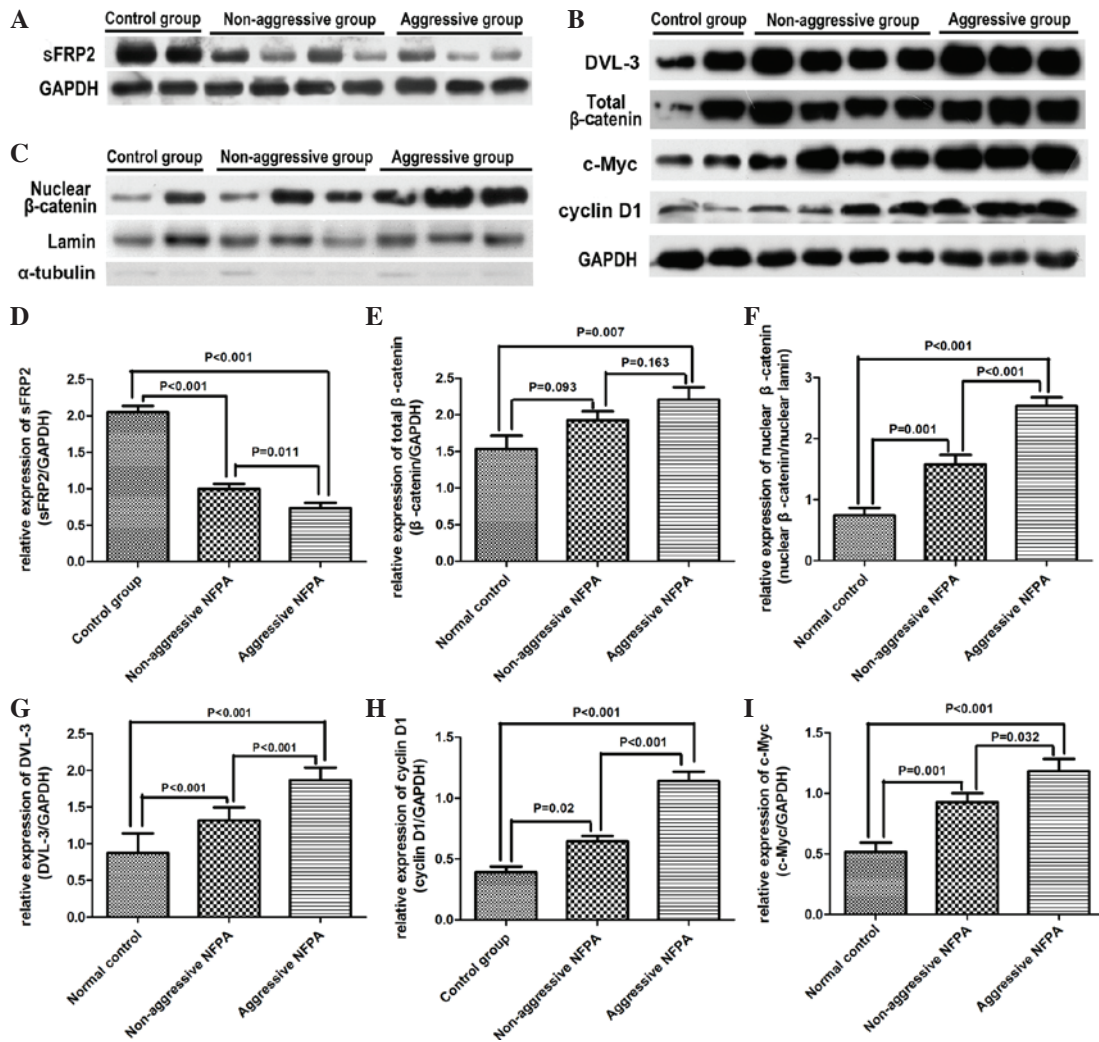 A
Control group Non-aggressive group Aggressive group
sFRP2
GAPDH
B
Control group Non-aggressive group Aggressive group
DVL-3
Total
β-catenin
c-Myc
cyclin D1
GAPDH
C
Control group Non-aggressive group Aggressive group
Nuclear
β-catenin
Lamin
α-tubulin
D
relative expression of sFRP2
(sFRP2/GAPDH)
2.5
2.0
1.5
1.0
0.5
0.0
P<0.001
P<0.001
P=0.011
Control group
Non-aggressive NFPA
Aggressive NFPA
E
relative expression of total β -catenin
(β -catenin/GAPDH)
2.5
2.0
1.5
1.0
0.5
0.0
P=0.007
P=0.163
P=0.093
Normal control
Non-aggressive NFPA
Aggressive NFPA
F
relative expression of nuclear β -catenin
(nuclear β -catenin/nuclear lamin)
3
2
1
0
P<0.001
P<0.001
P=0.001
Normal control
Non-aggressive NFPA
Aggressive NFPA
G
relative expression of DVL-3
(DVL-3/GAPDH)
2.5
2.0
1.5
1.0
0.5
0.0
P<0.001
P<0.001
P<0.001
Normal control
Non-aggressive NFPA
Aggressive NFPA
H
relative expression of cyclin D1
(cyclin D1/GAPDH)
1.5
1.0
0.5
0.0
P<0.001
P<0.001
P=0.02
Control group
Non-aggressive NFPA
Aggressive NFPA
I
relative expression of c-Myc
(c-Myc/GAPDH)
1.5
1.0
0.5
0.0
P<0.001
P=0.032
P=0.001
Normal control
Non-aggressive NFPA
Aggressive NFPA